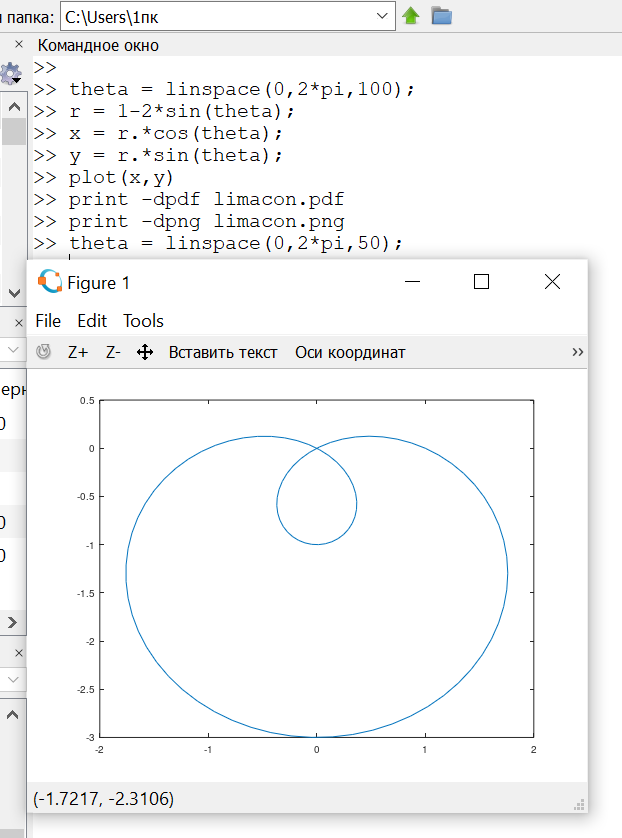 папка: C:\Users\1пк
Командное окно
>>
>> theta = linspace(0,2*pi,100);
>> r = 1-2*sin(theta);
>> x = r.*cos(theta);
>> y = r.*sin(theta);
>> plot(x,y)
>> print -dpdf limacon.pdf
>> print -dpng limacon.png
>> theta = linspace(0,2*pi,50);
Figure 1
File Edit Tools
Z+ Z- Вставить текст Оси координат »
0.5
0
-0.5
-1
-1.5
-2
-2.5
-3
-2 -1 0 1 2
(-1.7217, -2.3106)
0
0
0